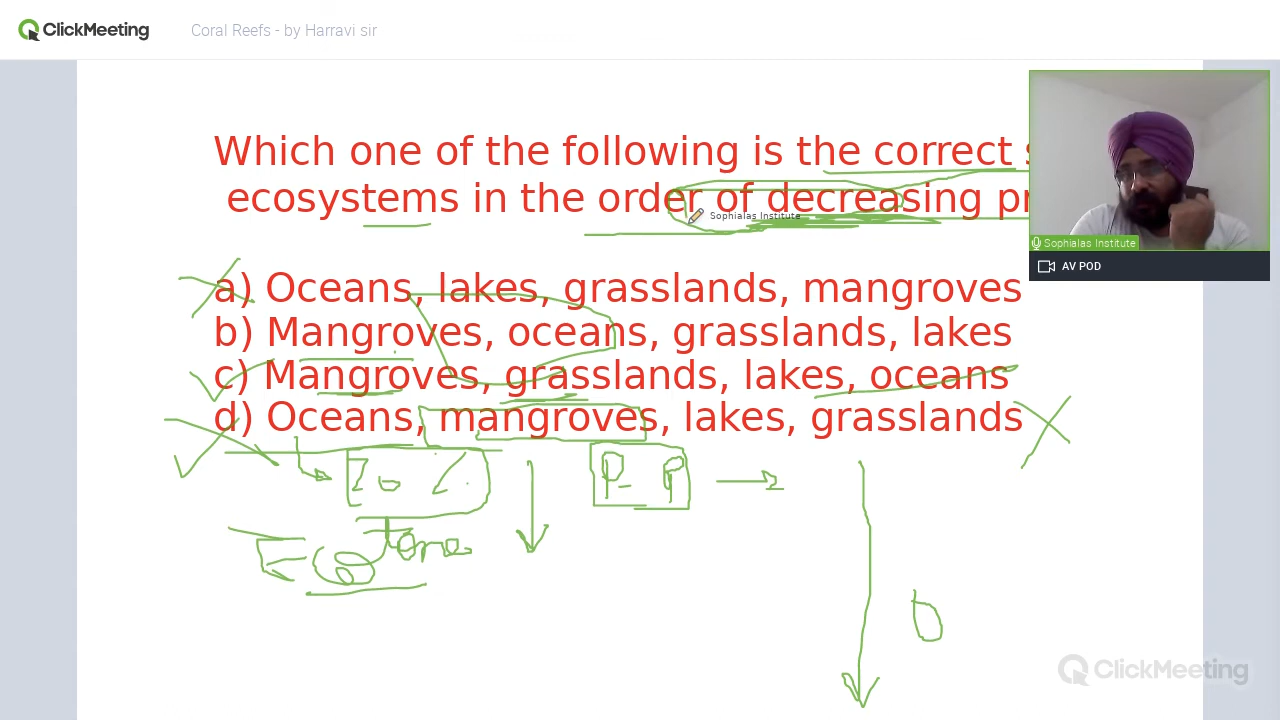 ClickMeeting
Coral Reefs - by Harravi sir
Which one of the following is the correct
ecosystems in the order of decreasing
Sophialas Institute
Sophialas Institute
AV POD
a) Oceans, lakes, grasslands, mangroves
b) Mangroves, oceans, grasslands, lakes
c) Mangroves, grasslands, lakes, oceans
d) Oceans, mangroves, lakes, grasslands
20 %
P P
Ecotone
ClickMeeting